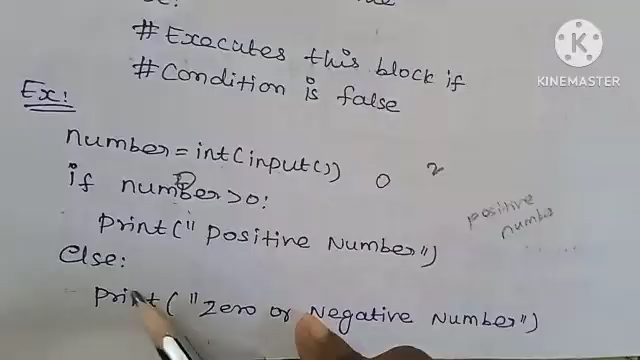 # Executes this block if
# Condition is false
Ex:
number = int(input())  0  2
if number > 0:
print(" positive Number")
positive
number
Else:
print( "Zero or Negative Number")
K
KINEMASTER